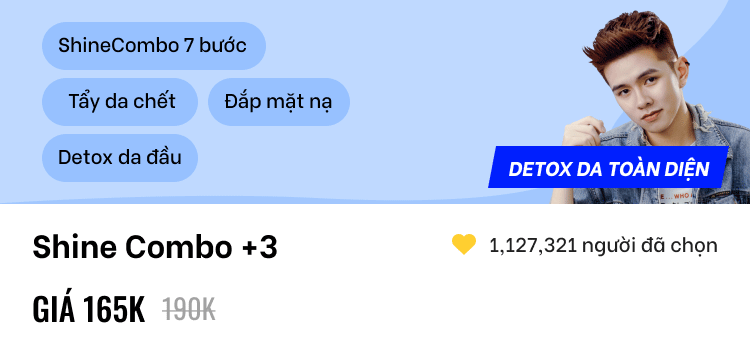 ShineCombo 7 bước
Tẩy da chết
Đắp mặt nạ
Detox da đầu
DETOX DA TOÀN DIỆN
Shine Combo +3
1,127,321 người đã chọn
GIÁ 165K 190K